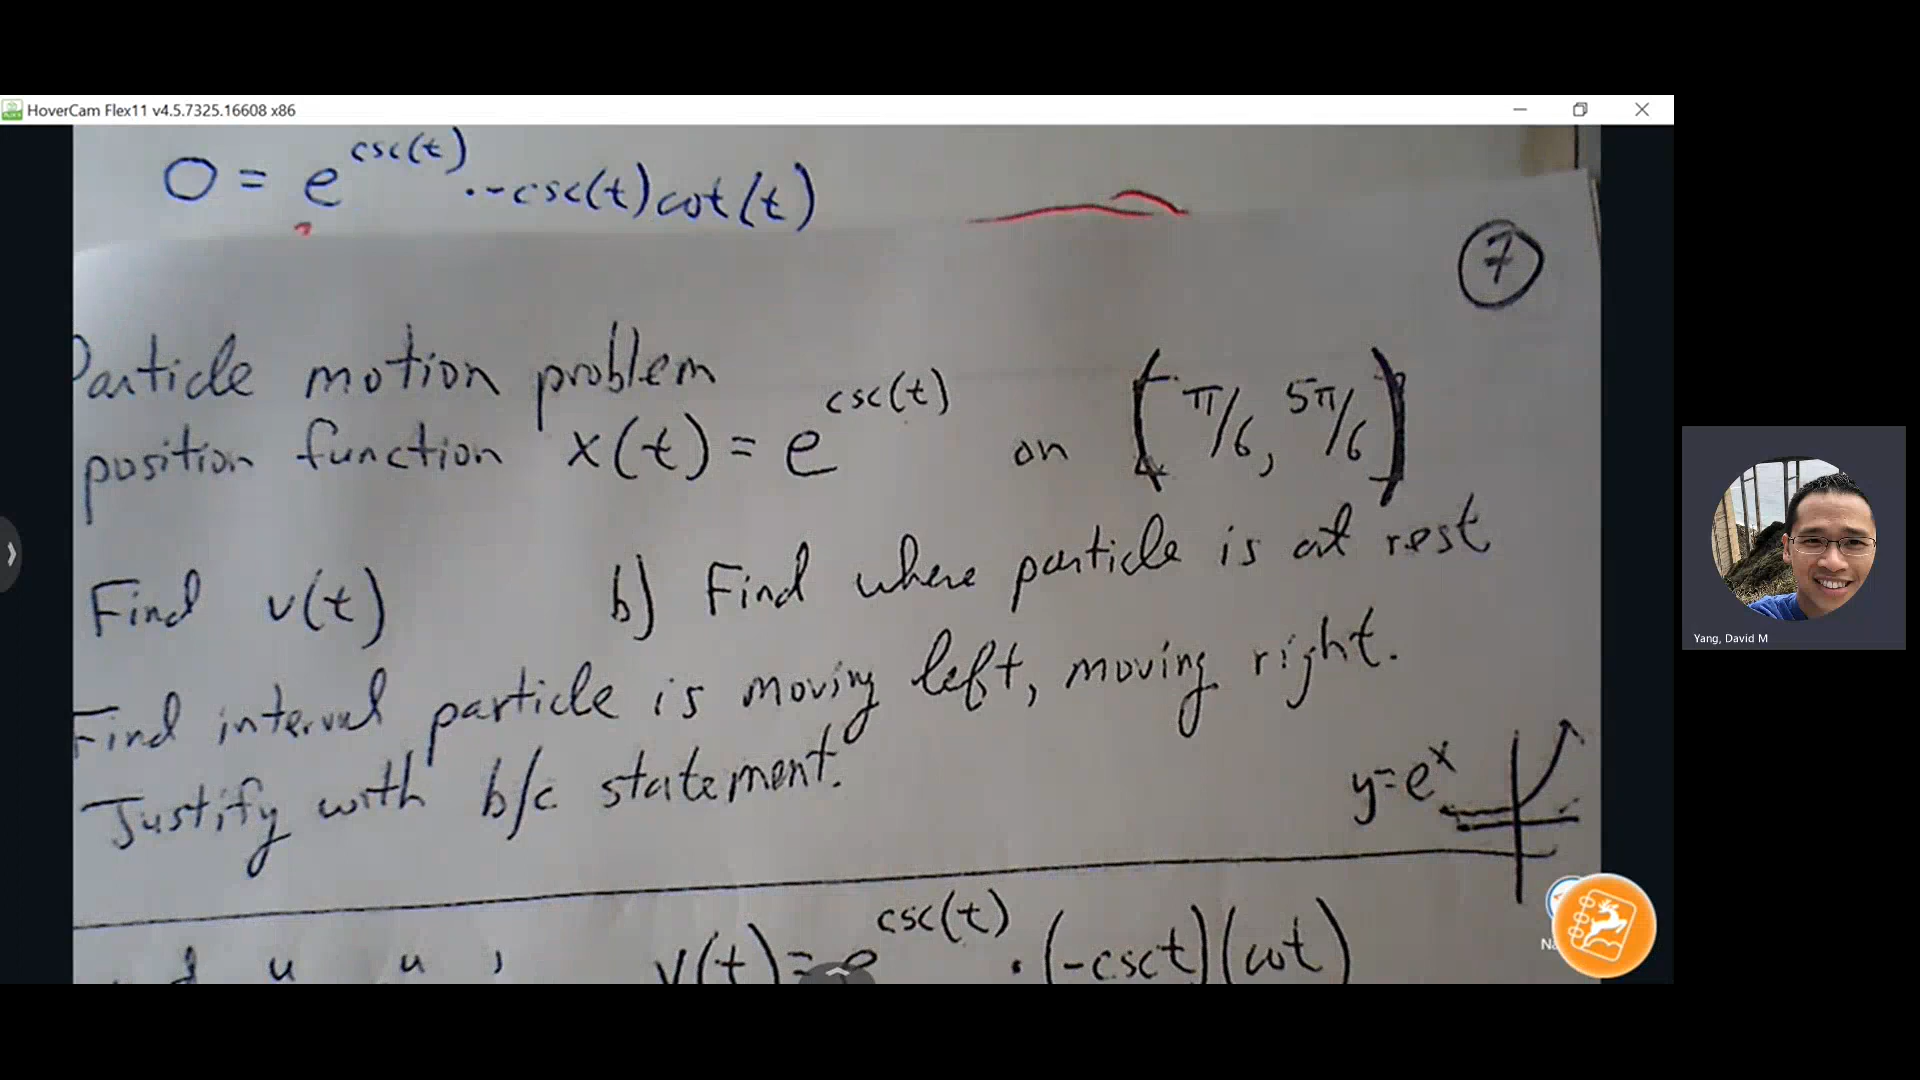 HoverCam Flex11 v4.5.7325.16608 x86
0 = e^csc(t) · -csc(t)cot(t)
7
Particle motion problem
position function x(t) = e^csc(t) on [π/6, 5π/6]
Find v(t) b) Find where particle is at rest
Find interval particle is moving left, moving right.
Justify with b/c statement.
y=e^x
v(t) = e^csc(t) · (-csct)(cot)
Yang, David M